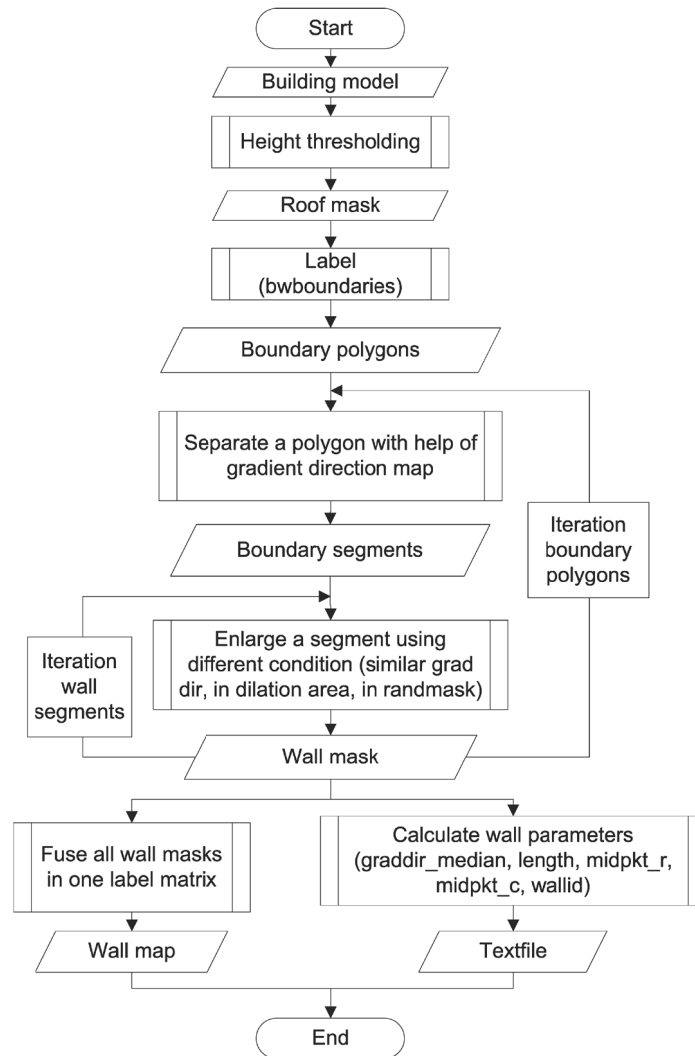 Start
Building model
Height thresholding
Roof mask
Label
(bwboundaries)
Boundary polygons
Separate a polygon with help of
gradient direction map
Iteration
boundary
polygons
Boundary segments
Iteration
wall
segments
Enlarge a segment using
different condition (similar grad
dir, in dilation area, in randmask)
Wall mask
Fuse all wall masks
in one label matrix
Calculate wall parameters
(graddir_median, length, midpkt_r,
midpkt_c, wallid)
Wall map
Textfile
End